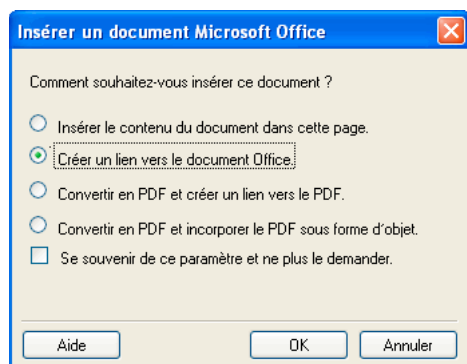 Insérer un document Microsoft Office
Comment souhaitez-vous insérer ce document ?
Insérer le contenu du document dans cette page.
Créer un lien vers le document Office.
Convertir en PDF et créer un lien vers le PDF.
Convertir en PDF et incorporer le PDF sous forme d'objet.
Se souvenir de ce paramètre et ne plus le demander.
Aide OK Annuler